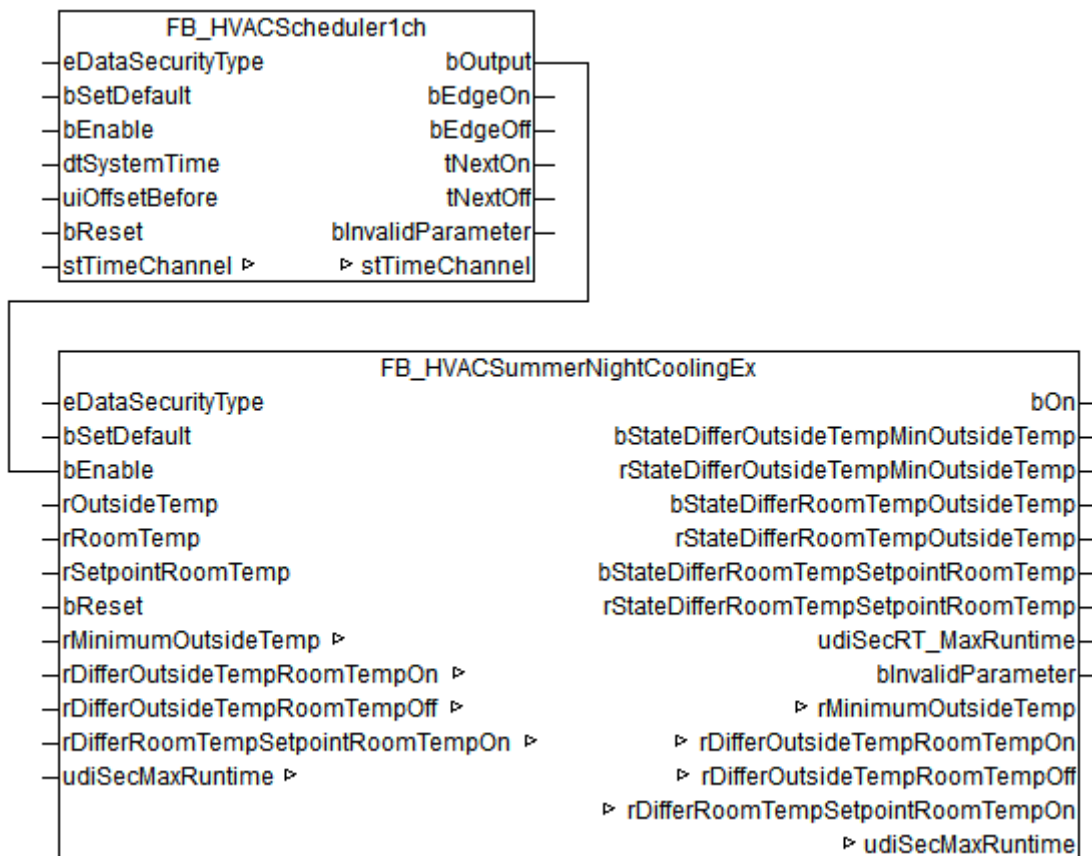 FB_HVACScheduler1ch
eDataSecurityType bOutput
bSetDefault bEdgeOn
bEnable bEdgeOff
dtSystemTime tNextOn
uiOffsetBefore tNextOff
bReset bInvalidParameter
stTimeChannel stTimeChannel
FB_HVACSummerNightCoolingEx
eDataSecurityType bOn
bSetDefault bStateDifferOutsideTempMinOutsideTemp
bEnable rStateDifferOutsideTempMinOutsideTemp
rOutsideTemp bStateDifferRoomTempOutsideTemp
rRoomTemp rStateDifferRoomTempOutsideTemp
rSetpointRoomTemp bStateDifferRoomTempSetpointRoomTemp
bReset rStateDifferRoomTempSetpointRoomTemp
rMinimumOutsideTemp udiSecRT_MaxRuntime
rDifferOutsideTempRoomTempOn bInvalidParameter
rDifferOutsideTempRoomTempOff rMinimumOutsideTemp
rDifferRoomTempSetpointRoomTempOn rDifferOutsideTempRoomTempOn
udiSecMaxRuntime rDifferOutsideTempRoomTempOff
rDifferRoomTempSetpointRoomTempOn
udiSecMaxRuntime